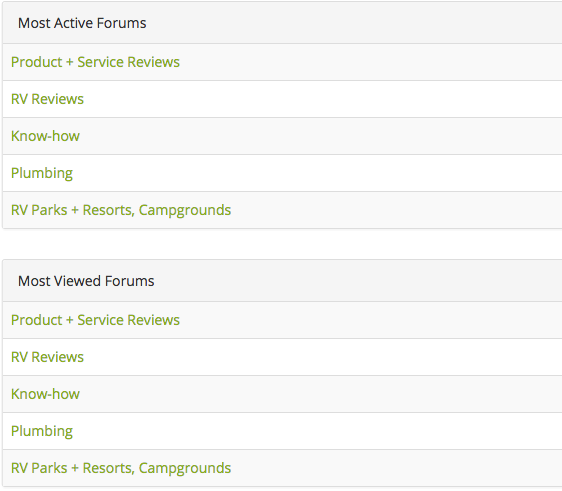 Most Active Forums
Product + Service Reviews
RV Reviews
Know-how
Plumbing
RV Parks + Resorts, Campgrounds
Most Viewed Forums
Product + Service Reviews
RV Reviews
Know-how
Plumbing
RV Parks + Resorts, Campgrounds